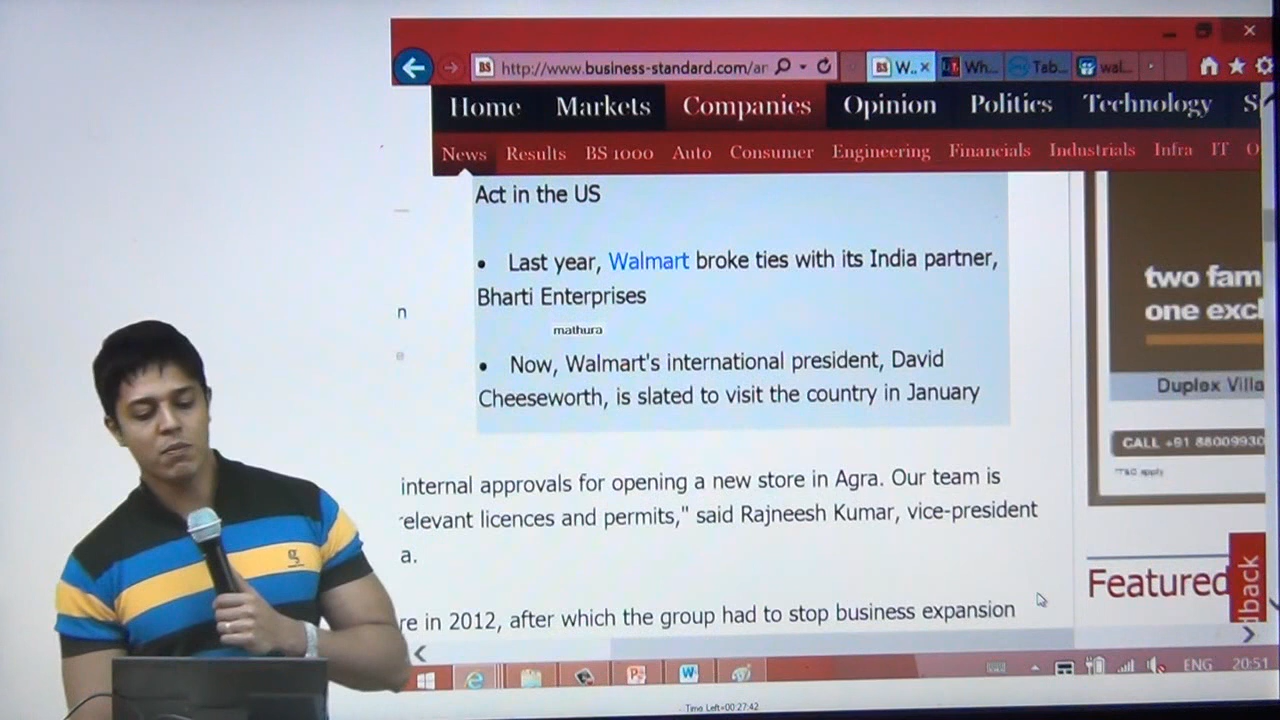 http://www.business-standard.com/ar
BS
W..
Wh...
Tab...
wal...
Home Markets Companies Opinion Politics Technology S
News Results BS 1000 Auto Consumer Engineering Financials Industrials Infra IT O
Act in the US
• Last year, Walmart broke ties with its India partner,
Bharti Enterprises
mathura
• Now, Walmart's international president, David
Cheeseworth, is slated to visit the country in January
n
e
internal approvals for opening a new store in Agra. Our team is
elevant licences and permits," said Rajneesh Kumar, vice-president
a.
re in 2012, after which the group had to stop business expansion
two fam
one excl
Duplex Villa
CALL +91 88009930
*T&C apply
Featured
dback
g
ENG 20:51
Time Left=00:27:42